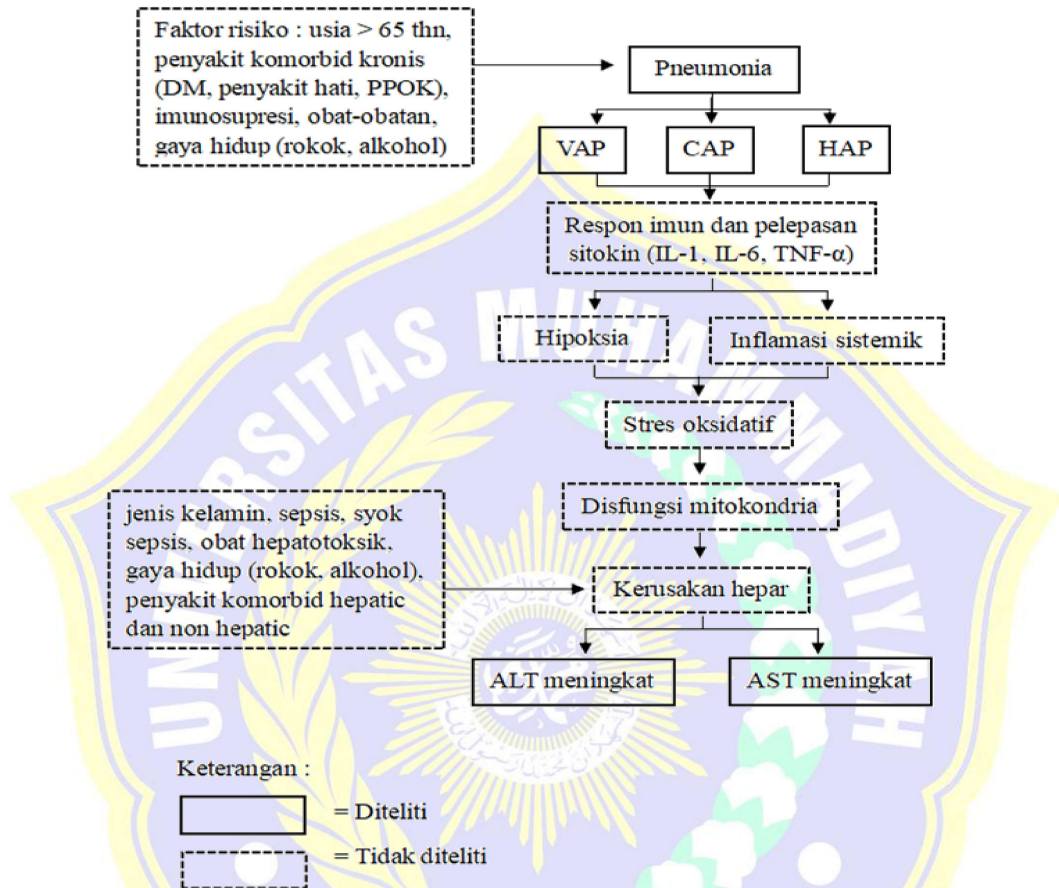 Faktor risiko : usia > 65 thn,
penyakit komorbid kronis
(DM, penyakit hati, PPOK),
imunosupresi, obat-obatan,
gaya hidup (rokok, alkohol)
Pneumonia
VAP
CAP
HAP
Respon imun dan pelepasan
sitokin (IL-1, IL-6, TNF-α)
Hipoksia
Inflamasi sistemik
Stres oksidatif
Disfungsi mitokondria
jenis kelamin, sepsis, syok
sepsis, obat hepatotoksik,
gaya hidup (rokok, alkohol),
penyakit komorbid hepatic
dan non hepatic
Kerusakan hepar
ALT meningkat
AST meningkat
Keterangan :
= Diteliti
= Tidak diteliti
UNIVERSITAS MUHAMMADIYAH